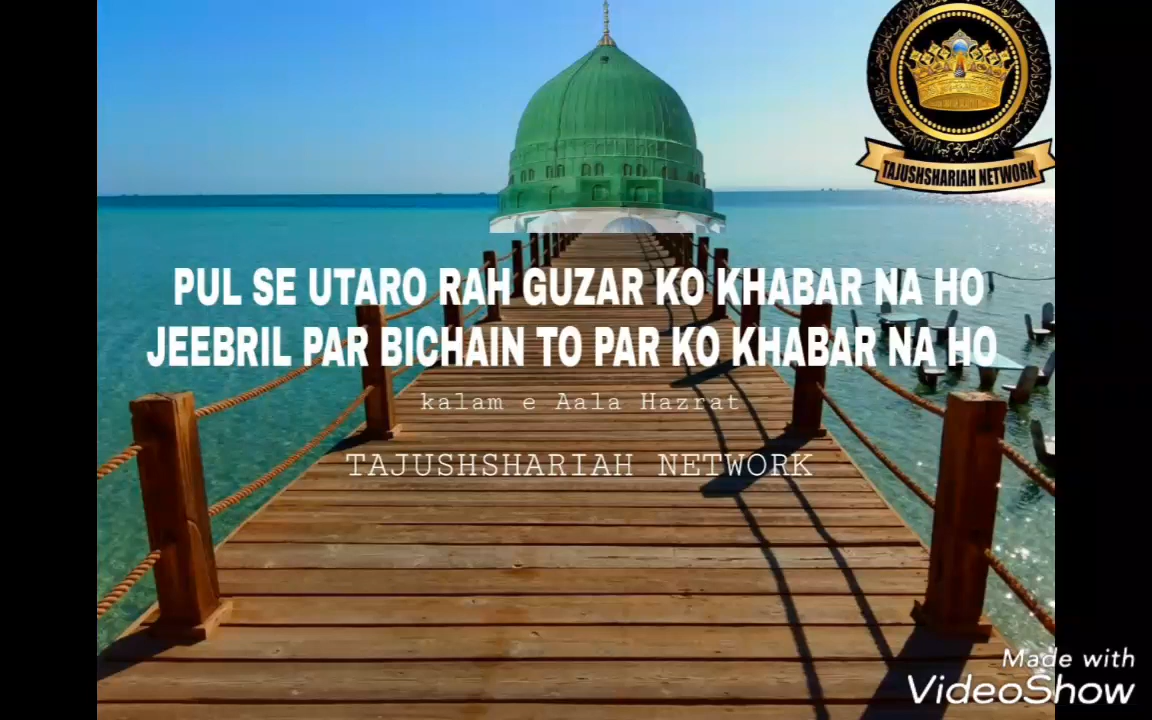 TAJUSHSHARIAH NETWORK
PUL SE UTARO RAH GUZAR KO KHABAR NA HO
JEEBRIL PAR BICHAIN TO PAR KO KHABAR NA HO
kalam e Aala Hazrat
TAJUSHSHARIAH NETWORK
Made with
VideoShow